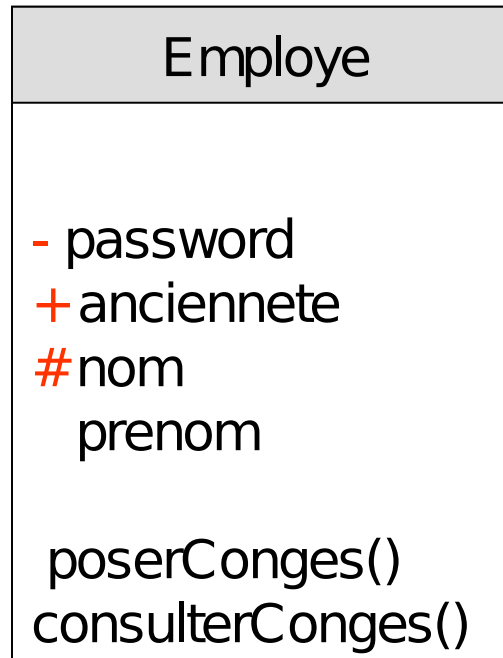 Employe
- password
+ anciennete
# nom
prenom
poserConges()
consulterConges()